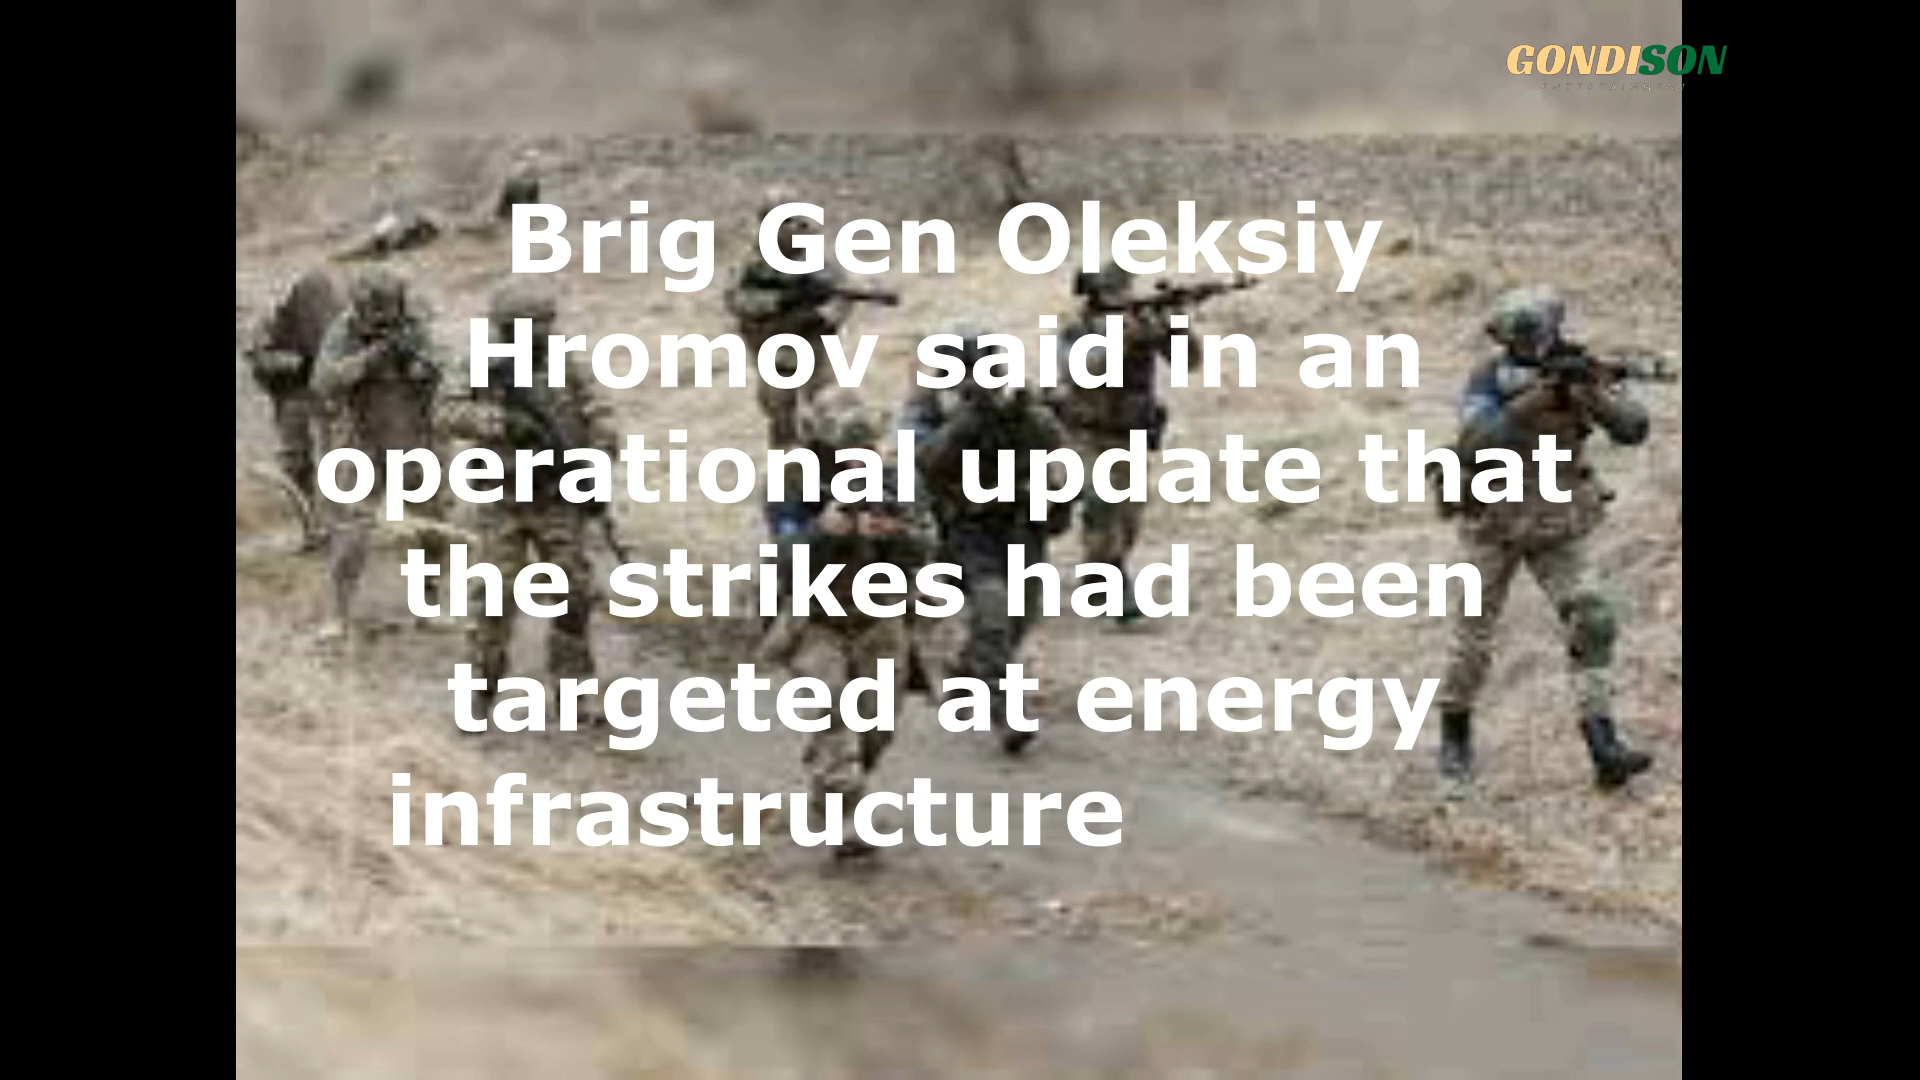 GONDISON
ENTERTAINMENT
Brig Gen Oleksiy
Hromov said in an
operational update that
the strikes had been
targeted at energy
infrastructure